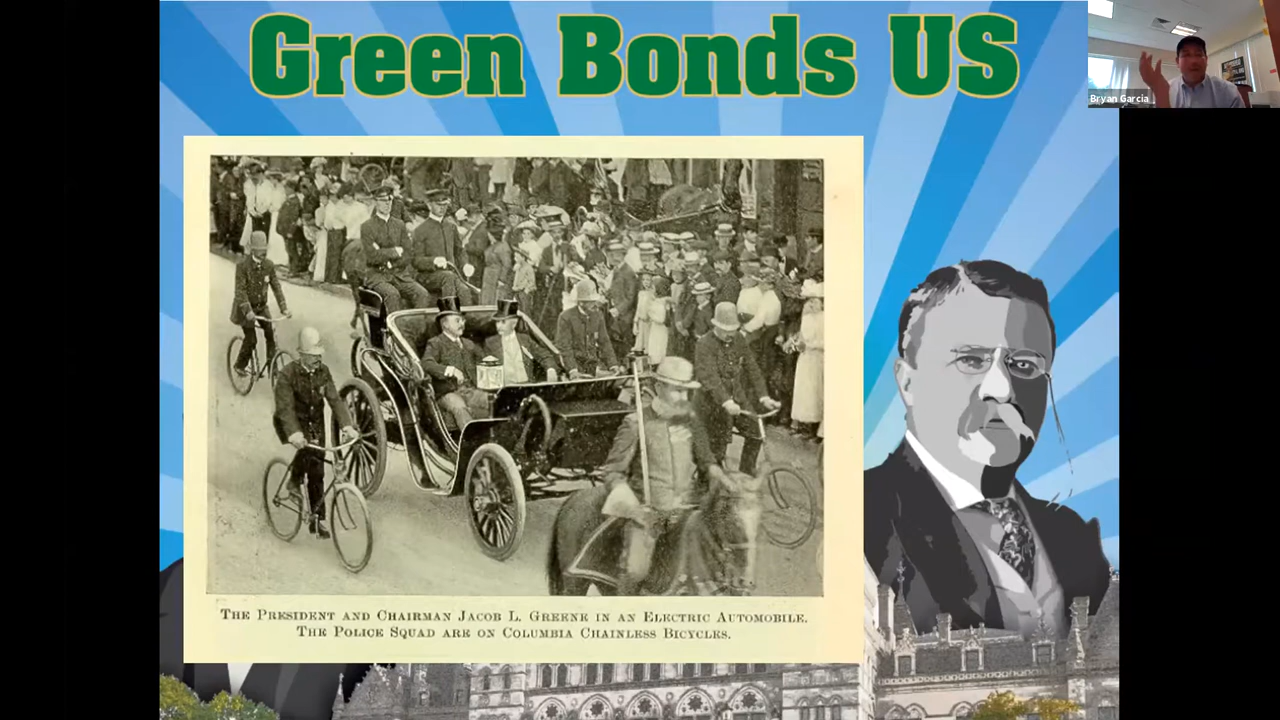 Green Bonds US
Bryan Garcia
The President and Chairman Jacob L. Greene in an Electric Automobile.
The Police Squad are on Columbia Chainless Bicycles.